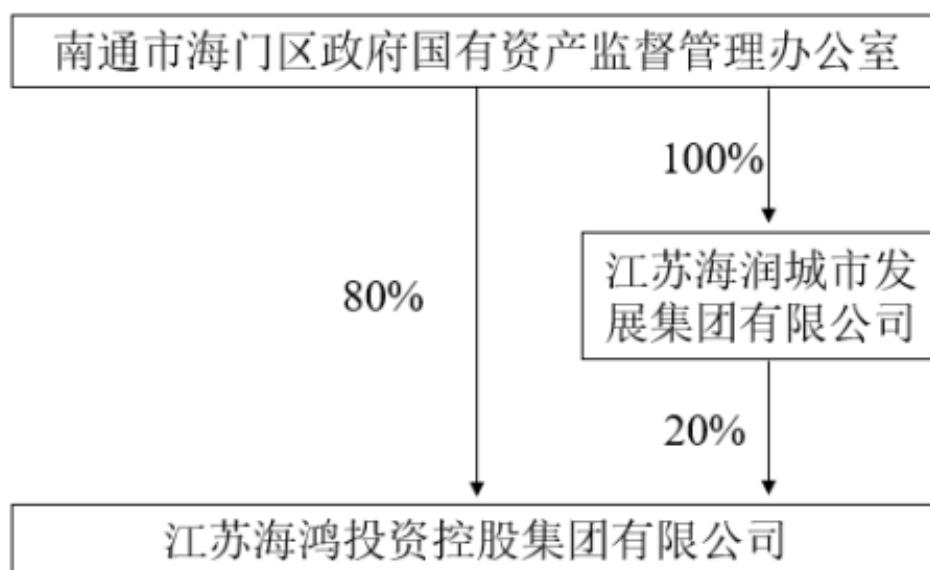 南通市海门区政府国有资产监督管理办公室
100%
江苏海润城市发
展集团有限公司
80%
20%
江苏海鸿投资控股集团有限公司